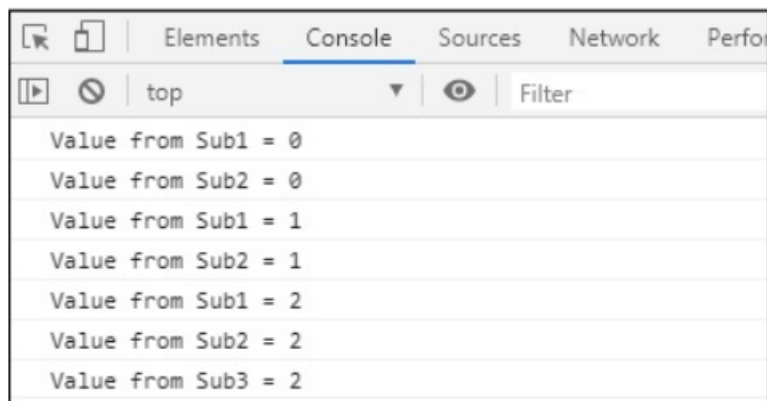 Elements Console Sources Network Perfor
top Filter
Value from Sub1 = 0
Value from Sub2 = 0
Value from Sub1 = 1
Value from Sub2 = 1
Value from Sub1 = 2
Value from Sub2 = 2
Value from Sub3 = 2